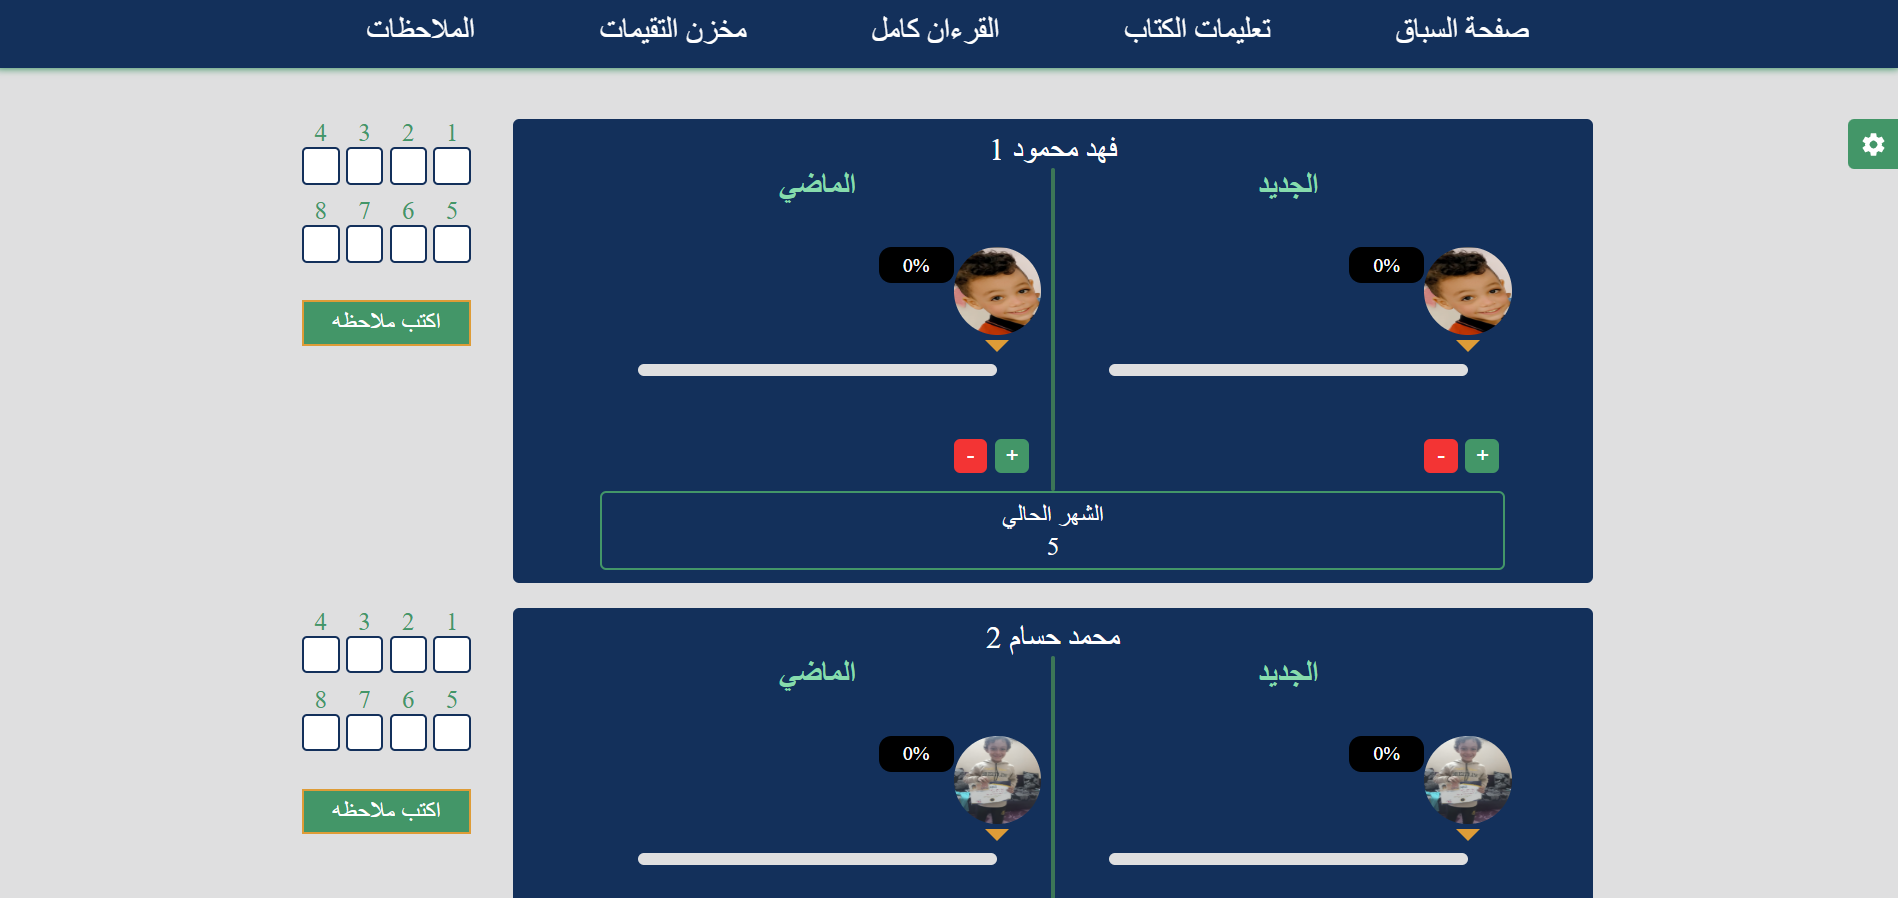 صفحة السباق
تعليمات الكتاب
القرءان كامل
مخزن التقيمات
الملاحظات
فهد محمود 1
الجديد
الماضي
0%
0%
+ -
+ -
الشهر الحالي
5
1 2 3 4
5 6 7 8
اكتب ملاحظه
محمد حسام 2
الجديد
الماضي
0%
0%
1 2 3 4
5 6 7 8
اكتب ملاحظه